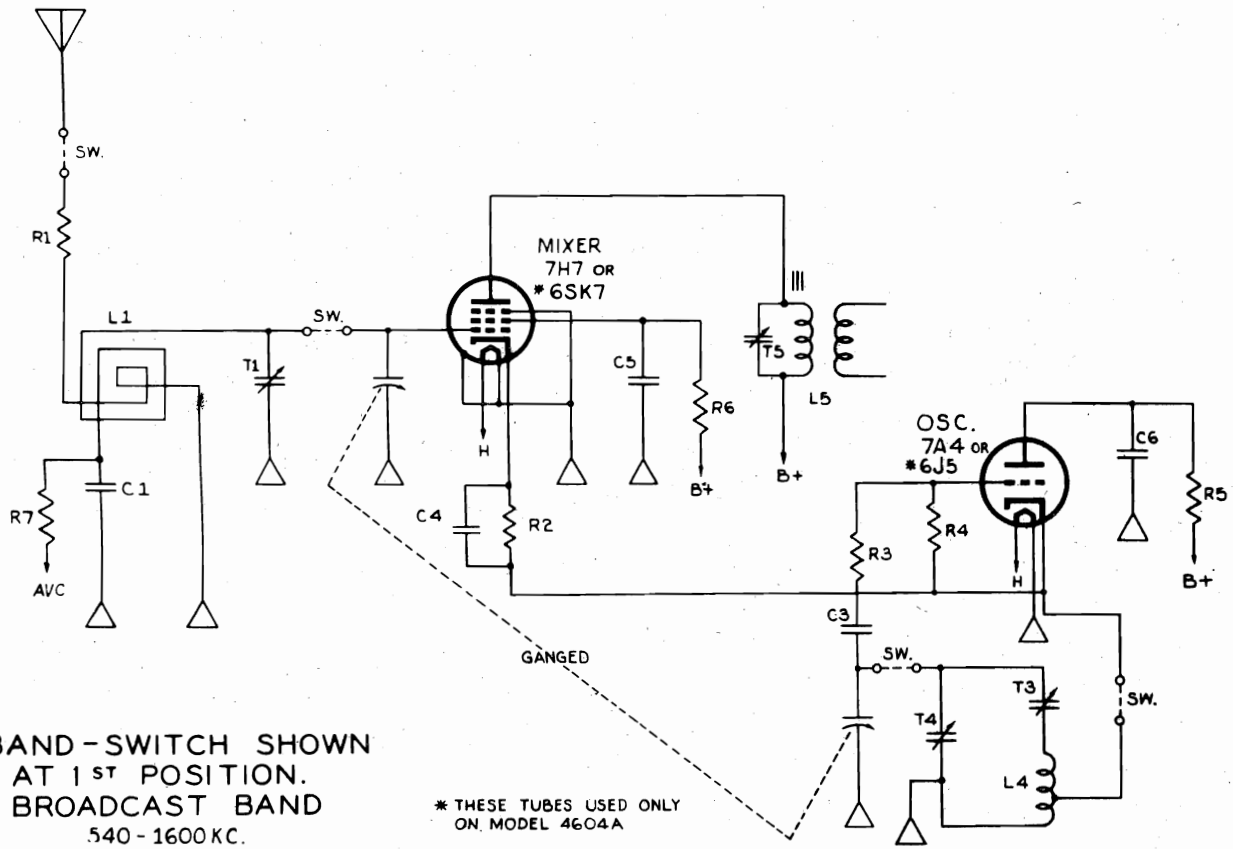 SW.
R1
MIXER
7H7 OR
* 6SK7
L1
SW.
T1
T5
C5
R6
L5
OSC.
7A4 OR
* 6J5
C6
H
B+
B+
R5
C1
R7
C4
R2
R3
R4
H
B+
AVC
C3
GANGED
SW.
T3
SW.
T4
L4
BAND-SWITCH SHOWN
AT 1ST POSITION.
BROADCAST BAND
540-1600 KC.
* THESE TUBES USED ONLY
ON MODEL 4604A